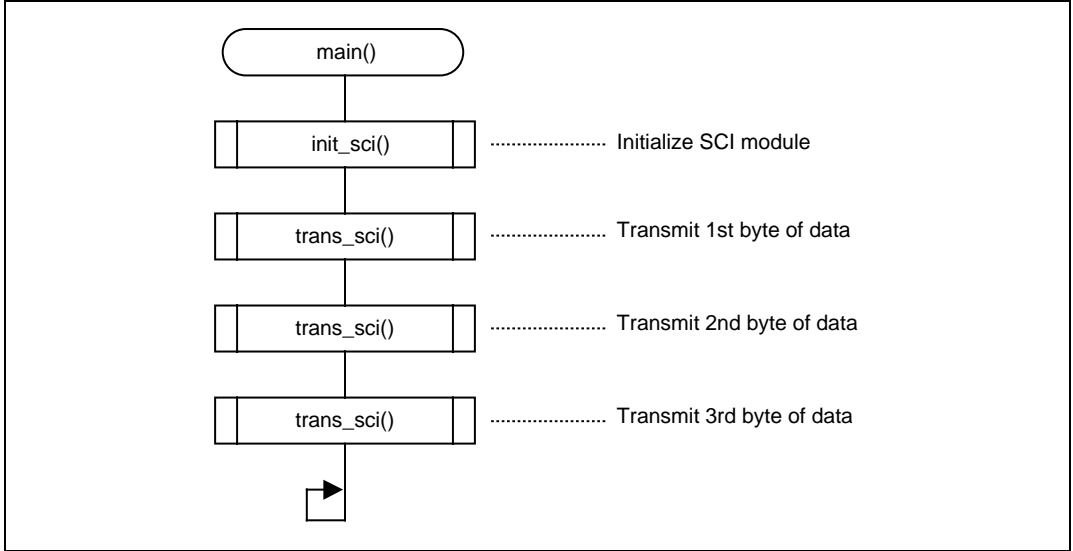 main()
init_sci()
Initialize SCI module
trans_sci()
Transmit 1st byte of data
trans_sci()
Transmit 2nd byte of data
trans_sci()
Transmit 3rd byte of data